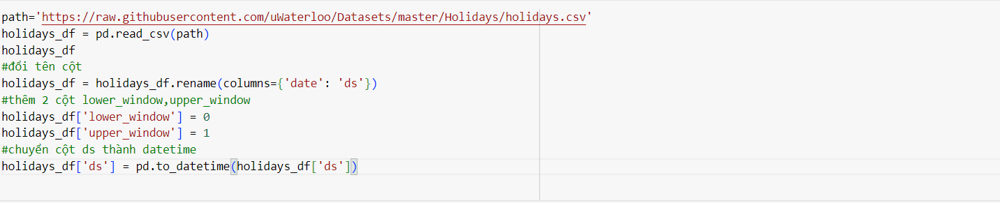 path='https://raw.githubusercontent.com/uWaterloo/Datasets/master/Holidays/holidays.csv'
holidays_df = pd.read_csv(path)
holidays_df
#đổi tên cột
holidays_df = holidays_df.rename(columns={'date': 'ds'})
#thêm 2 cột lower_window,upper_window
holidays_df['lower_window'] = 0
holidays_df['upper_window'] = 1
#chuyển cột ds thành datetime
holidays_df['ds'] = pd.to_datetime(holidays_df['ds'])